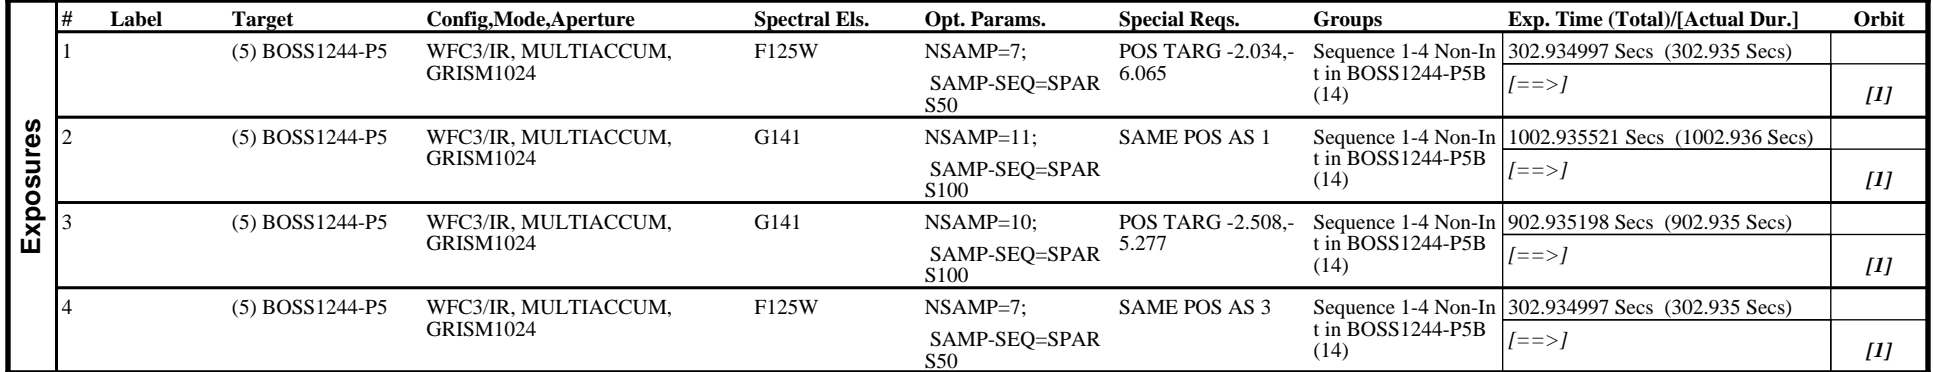 # Label Target Config,Mode,Aperture Spectral Els. Opt. Params. Special Reqs. Groups Exp. Time (Total)/[Actual Dur.] Orbit
Exposures
1 (5) BOSS1244-P5 WFC3/IR, MULTIACCUM, F125W NSAMP=7; POS TARG -2.034,- Sequence 1-4 Non-In 302.934997 Secs (302.935 Secs)
GRISM1024 6.065 t in BOSS1244-P5B
SAMP-SEQ=SPAR (14) [==>]
S50 [1]
2 (5) BOSS1244-P5 WFC3/IR, MULTIACCUM, G141 NSAMP=11; SAME POS AS 1 Sequence 1-4 Non-In 1002.935521 Secs (1002.936 Secs)
GRISM1024 t in BOSS1244-P5B
SAMP-SEQ=SPAR (14) [==>]
S100 [1]
3 (5) BOSS1244-P5 WFC3/IR, MULTIACCUM, G141 NSAMP=10; POS TARG -2.508,- Sequence 1-4 Non-In 902.935198 Secs (902.935 Secs)
GRISM1024 5.277 t in BOSS1244-P5B
SAMP-SEQ=SPAR (14) [==>]
S100 [1]
4 (5) BOSS1244-P5 WFC3/IR, MULTIACCUM, F125W NSAMP=7; SAME POS AS 3 Sequence 1-4 Non-In 302.934997 Secs (302.935 Secs)
GRISM1024 t in BOSS1244-P5B
SAMP-SEQ=SPAR (14) [==>]
S50 [1]